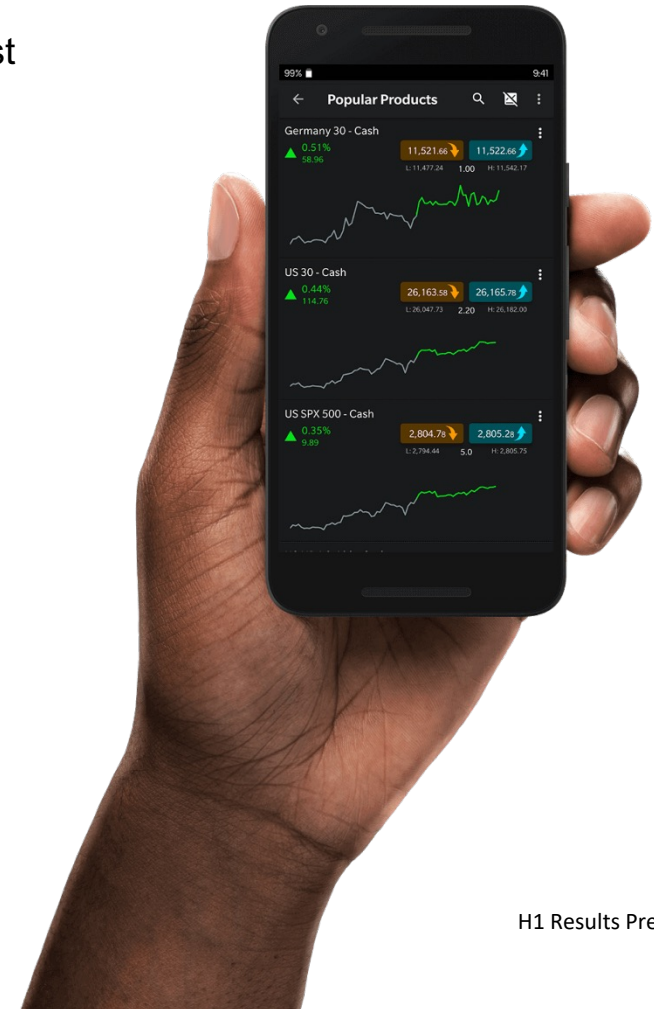 st
99% 9:41
Popular Products
Germany 30 - Cash
0.51%
58.96
11,521.66 11,522.66
L: 11,477.24 1.00 H: 11,542.17
US 30 - Cash
0.44%
114.76
26,163.58 26,165.78
L: 26,047.73 2.20 H: 26,182.00
US SPX 500 - Cash
0.35%
9.89
2,804.78 2,805.28
L: 2,794.44 5.0 H: 2,805.75
H1 Results Pre